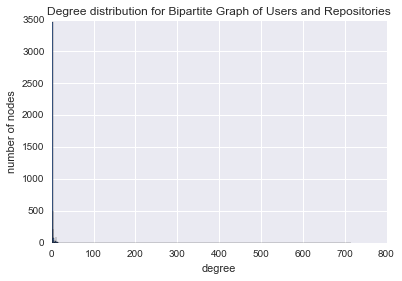 Degree distribution for Bipartite Graph of Users and Repositories
3500
3000
2500
2000
1500
1000
500
0
number of nodes
0 100 200 300 400 500 600 700 800
degree